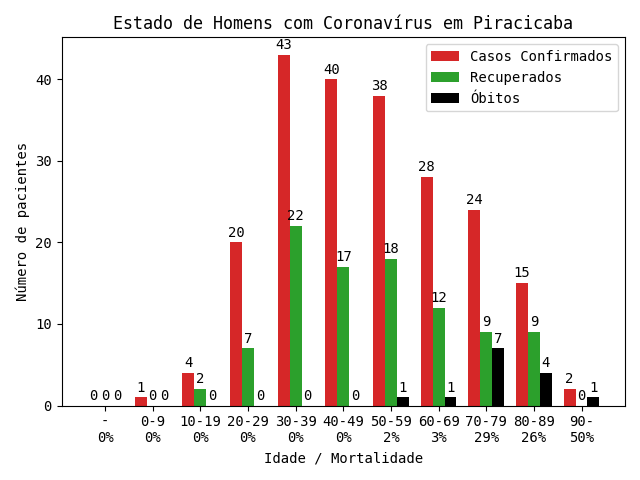 Estado de Homens com Coronavírus em Piracicaba
Casos Confirmados
Recuperados
Óbitos
Número de pacientes
40
30
20
10
0
0 0 0
1 0 0
4 2 0
20 7 0
43 22 0
40 17 0
38 18 1
28 12 1
24 9 7
15 9 4
2 0 1
- 0-9 10-19 20-29 30-39 40-49 50-59 60-69 70-79 80-89 90-
0% 0% 0% 0% 0% 0% 2% 3% 29% 26% 50%
Idade / Mortalidade